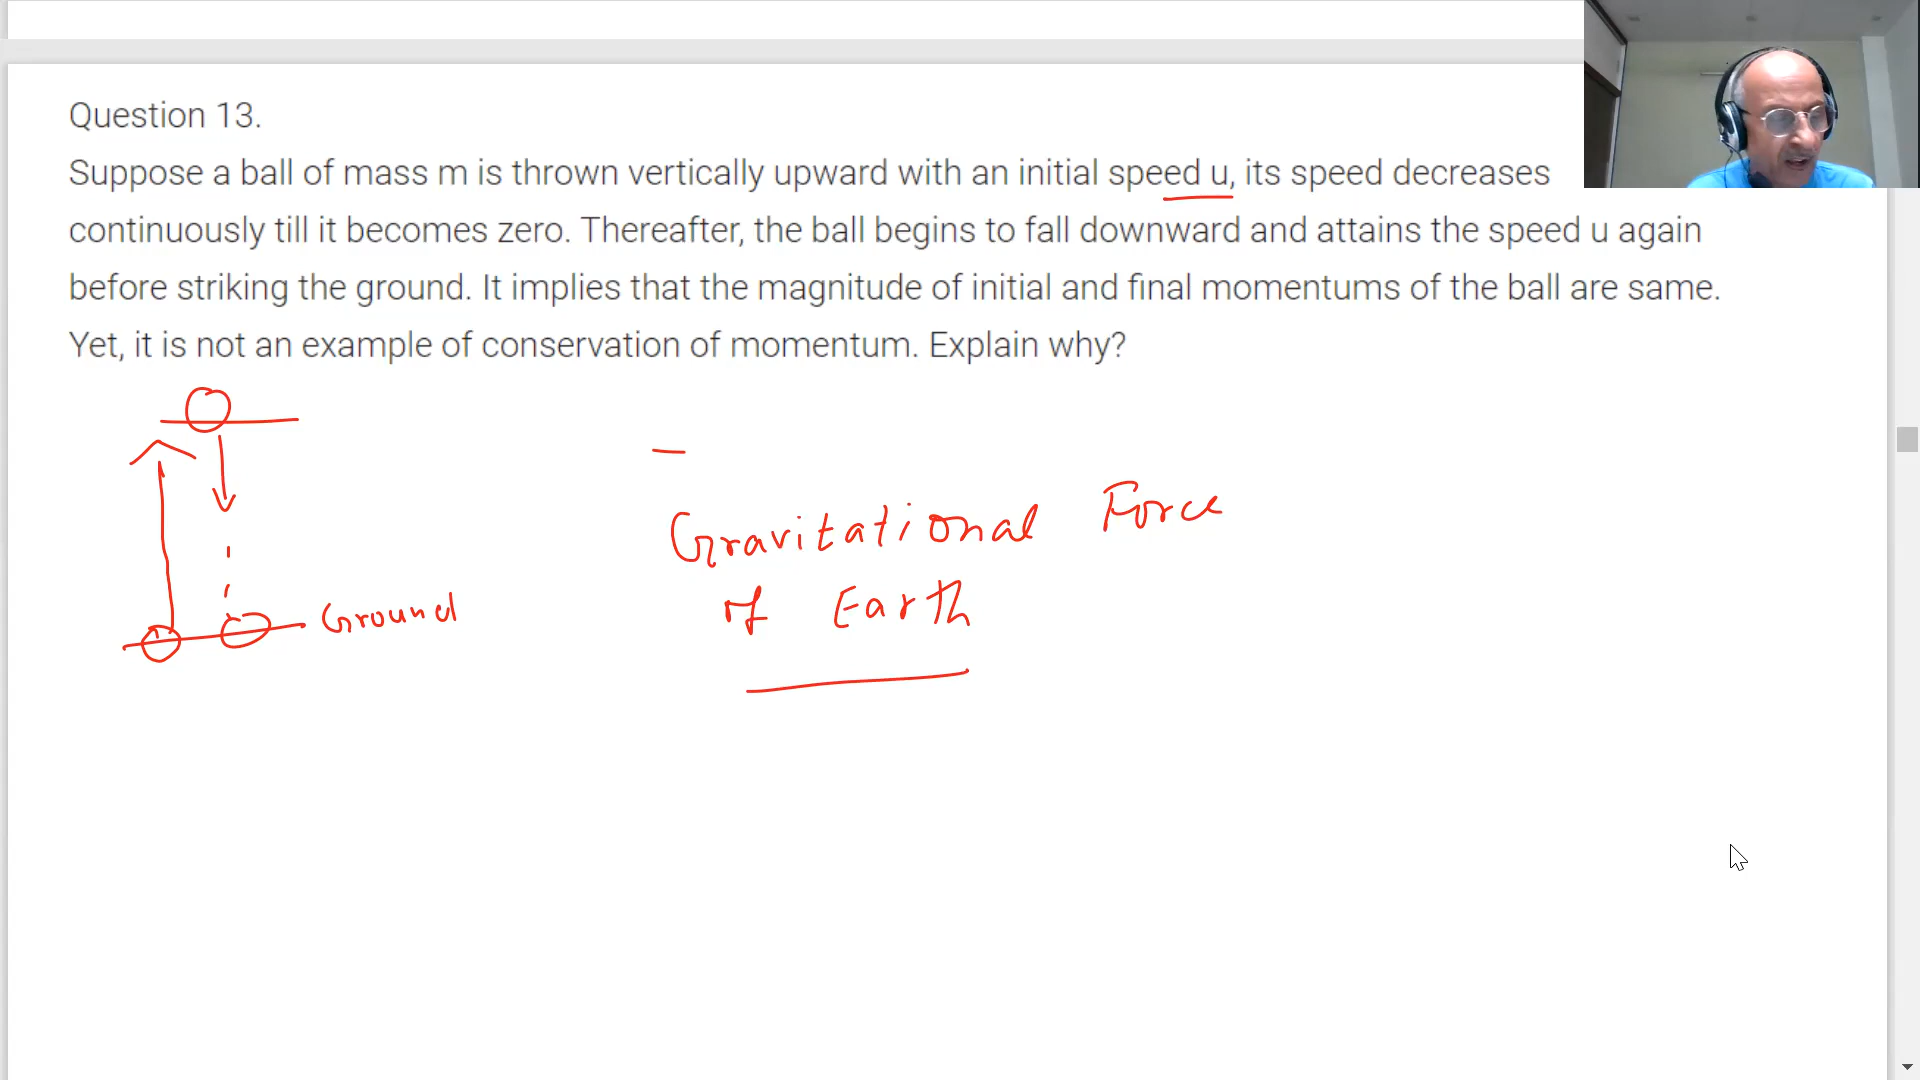 Question 13.
Suppose a ball of mass m is thrown vertically upward with an initial speed u, its speed decreases
continuously till it becomes zero. Thereafter, the ball begins to fall downward and attains the speed u again
before striking the ground. It implies that the magnitude of initial and final momentums of the ball are same.
Yet, it is not an example of conservation of momentum. Explain why?
Gravitational Force
of Earth
Ground